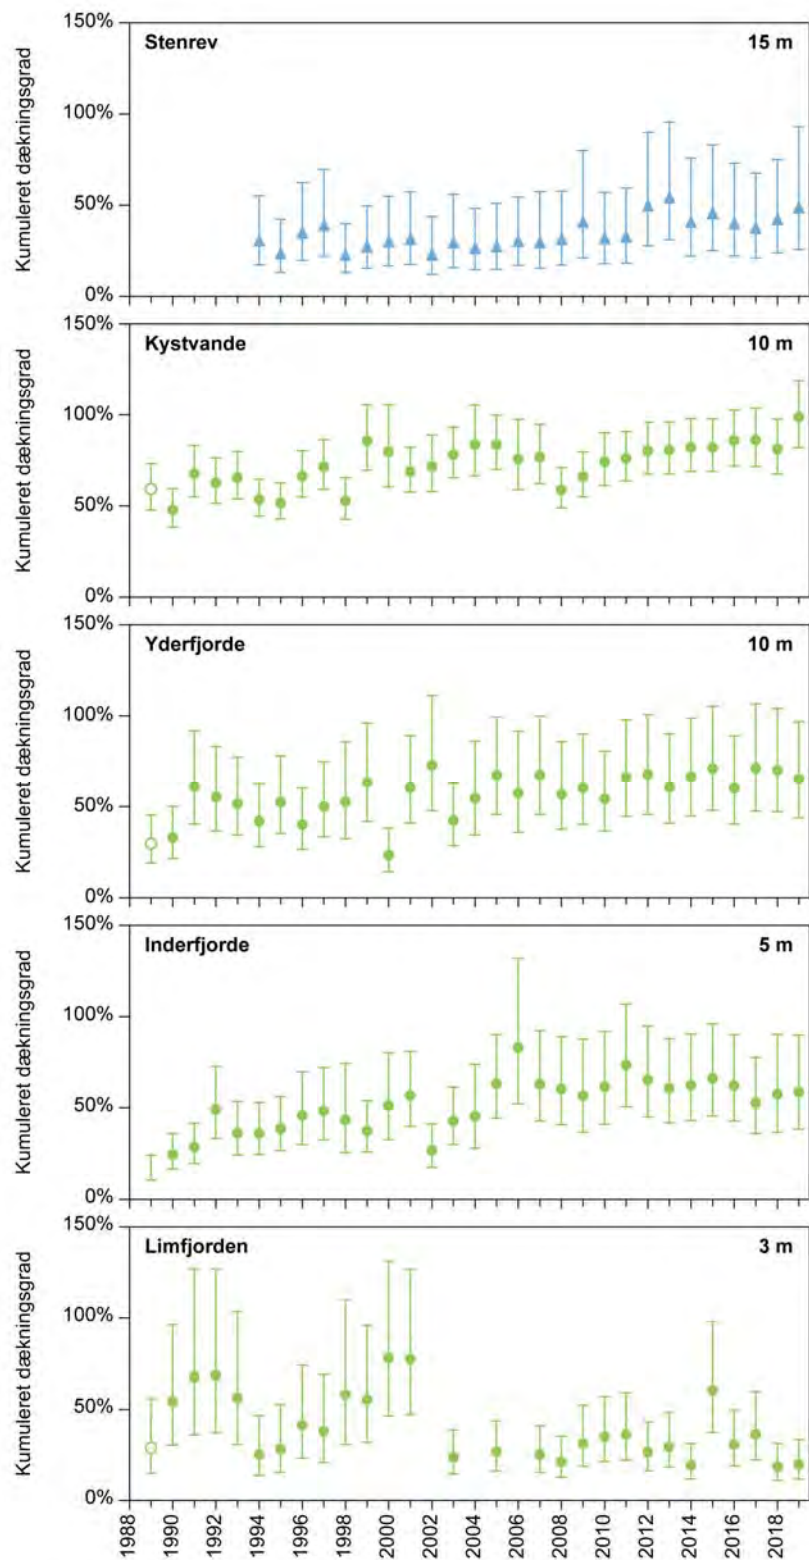 150%
Stenrev 15 m
100%
50%
0%
Kumuleret dækningsgrad
150%
Kystvande 10 m
100%
50%
0%
Kumuleret dækningsgrad
150%
Yderfjorde 10 m
100%
50%
0%
Kumuleret dækningsgrad
150%
Inderfjorde 5 m
100%
50%
0%
Kumuleret dækningsgrad
150%
Limfjorden 3 m
100%
50%
0%
Kumuleret dækningsgrad
1988 1990 1992 1994 1996 1998 2000 2002 2004 2006 2008 2010 2012 2014 2016 2018